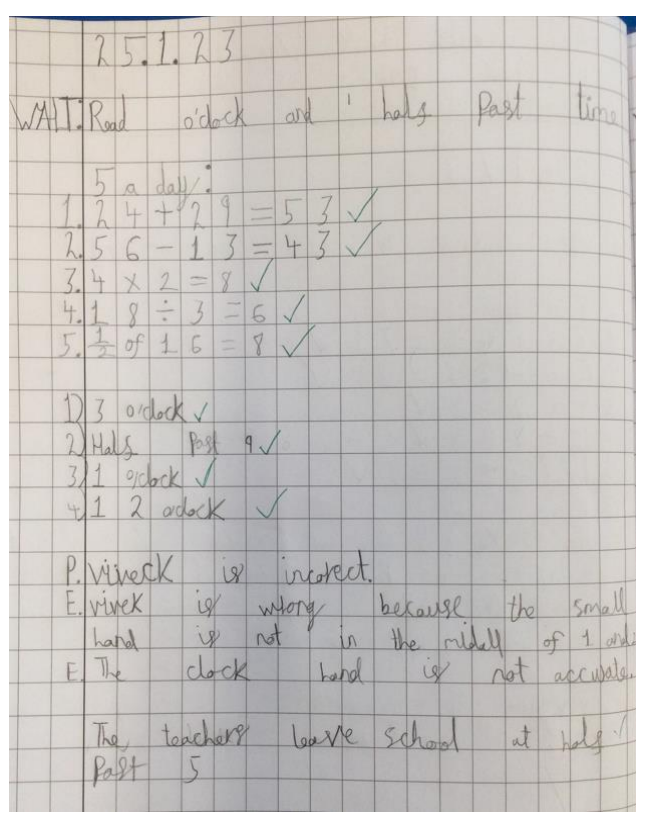 25.1.23
WALT: Read o'clock and half past time
5 a day:
1. 24+29=53 ✓
2. 56-13=43 ✓
3. 4×2=8 ✓
4. 18÷3=6 ✓
5. 1/2 of 16=8 ✓
1) 3 o'clock ✓
2) Half past 9 ✓
3) 1 o'clock ✓
4) 12 oclock ✓
P. viveck is incorect.
E. vivek is wrong because the small
hand is not in the midell of 1 and
E. The clock hand is not accurate.
The teachers leave school at half
past 5